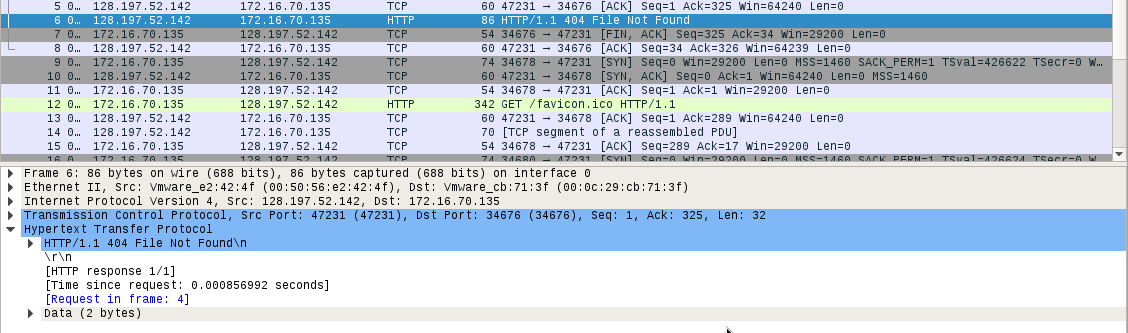 5 0… 128.197.52.142 172.16.70.135 TCP 60 47231 → 34676 [ACK] Seq=1 Ack=325 Win=64240 Len=0
6 0… 128.197.52.142 172.16.70.135 HTTP 86 HTTP/1.1 404 File Not Found
7 0… 172.16.70.135 128.197.52.142 TCP 54 34676 → 47231 [FIN, ACK] Seq=325 Ack=34 Win=29200 Len=0
8 0… 128.197.52.142 172.16.70.135 TCP 60 47231 → 34676 [ACK] Seq=34 Ack=326 Win=64239 Len=0
9 0… 172.16.70.135 128.197.52.142 TCP 74 34678 → 47231 [SYN] Seq=0 Win=29200 Len=0 MSS=1460 SACK_PERM=1 TSval=426622 TSecr=0 W…
10 0… 128.197.52.142 172.16.70.135 TCP 60 47231 → 34678 [SYN, ACK] Seq=0 Ack=1 Win=64240 Len=0 MSS=1460
11 0… 172.16.70.135 128.197.52.142 TCP 54 34678 → 47231 [ACK] Seq=1 Ack=1 Win=29200 Len=0
12 0… 172.16.70.135 128.197.52.142 HTTP 342 GET /favicon.ico HTTP/1.1
13 0… 128.197.52.142 172.16.70.135 TCP 60 47231 → 34678 [ACK] Seq=1 Ack=289 Win=64240 Len=0
14 0… 128.197.52.142 172.16.70.135 TCP 70 [TCP segment of a reassembled PDU]
15 0… 172.16.70.135 128.197.52.142 TCP 54 34678 → 47231 [ACK] Seq=289 Ack=17 Win=29200 Len=0
16 0… 172.16.70.135 128.197.52.142 TCP 74 34680 → 47231 [SYN] Seq=0 Win=29200 Len=0 MSS=1460 SACK_PERM=1 TSval=426624 TSecr=0 W…
Frame 6: 86 bytes on wire (688 bits), 86 bytes captured (688 bits) on interface 0
Ethernet II, Src: Vmware_e2:42:4f (00:50:56:e2:42:4f), Dst: Vmware_cb:71:3f (00:0c:29:cb:71:3f)
Internet Protocol Version 4, Src: 128.197.52.142, Dst: 172.16.70.135
Transmission Control Protocol, Src Port: 47231 (47231), Dst Port: 34676 (34676), Seq: 1, Ack: 325, Len: 32
Hypertext Transfer Protocol
HTTP/1.1 404 File Not Found\n
\r\n
[HTTP response 1/1]
[Time since request: 0.000856992 seconds]
[Request in frame: 4]
Data (2 bytes)